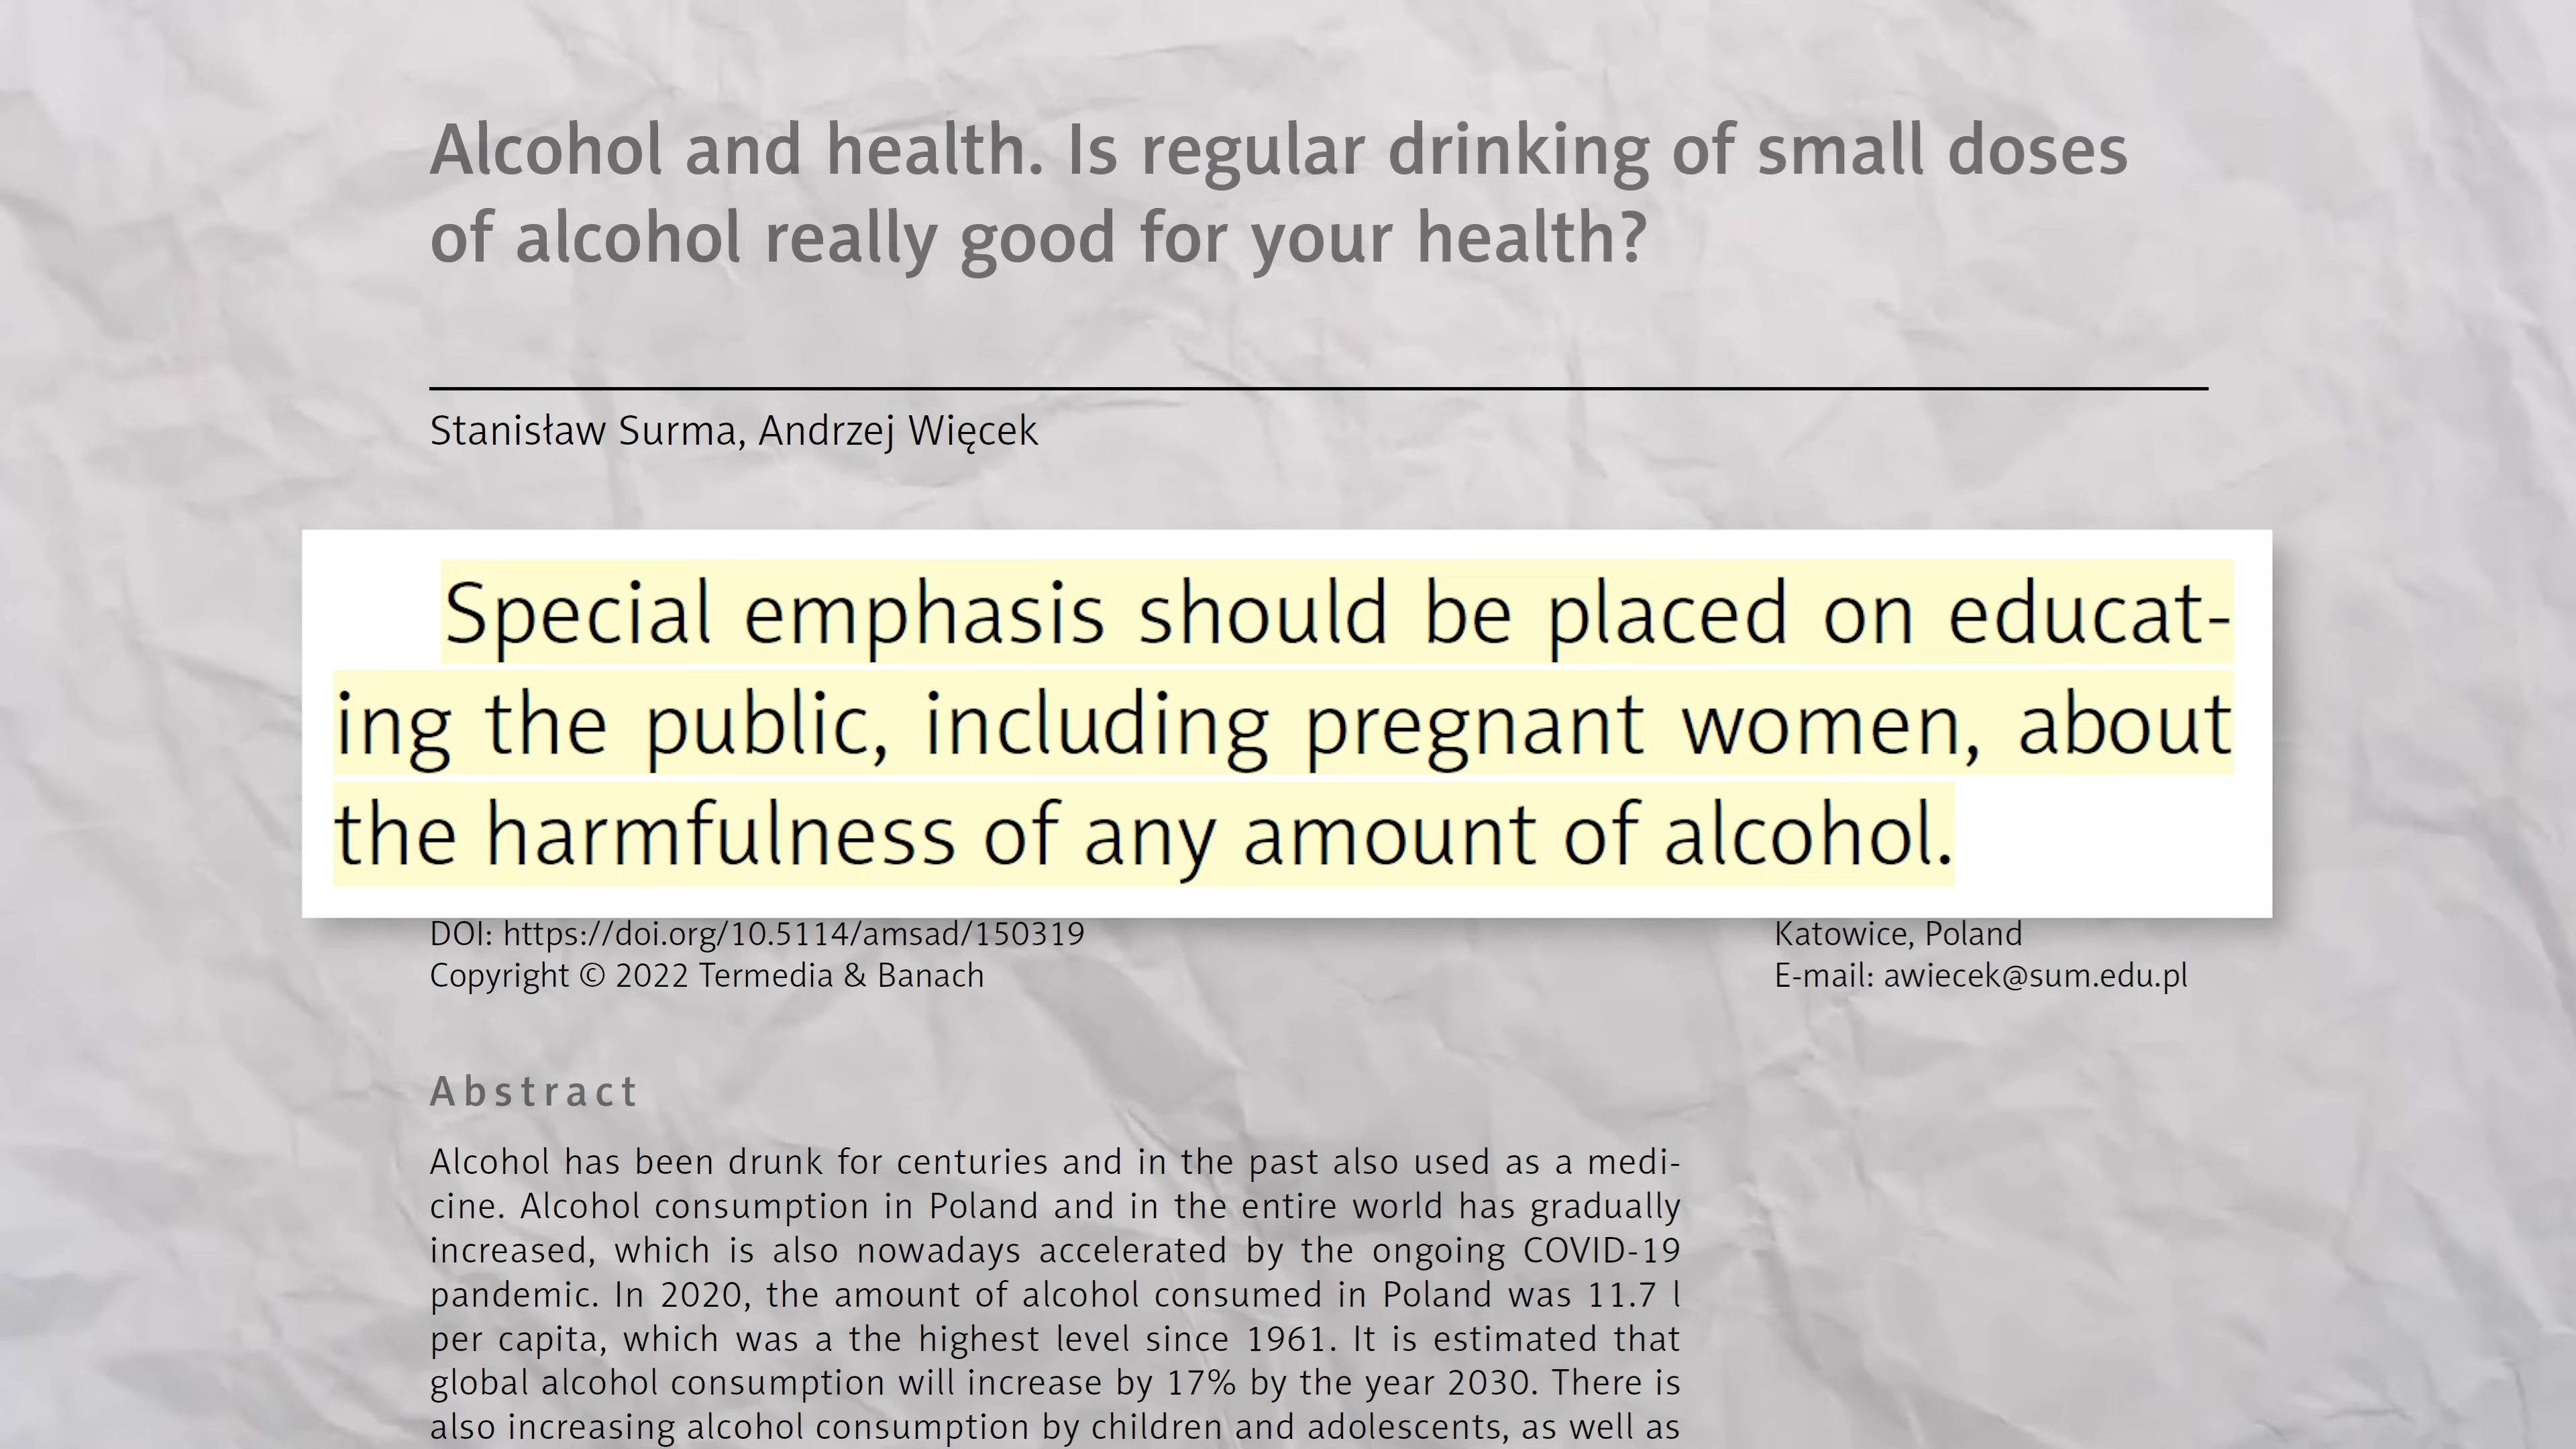 Alcohol and health. Is regular drinking of small doses
of alcohol really good for your health?
Stanisław Surma, Andrzej Więcek
Special emphasis should be placed on educat-
ing the public, including pregnant women, about
the harmfulness of any amount of alcohol.
DOI: https://doi.org/10.5114/amsad/150319
Copyright © 2022 Termedia & Banach
Katowice, Poland
E-mail: awiecek@sum.edu.pl
Abstract
Alcohol has been drunk for centuries and in the past also used as a medi-
cine. Alcohol consumption in Poland and in the entire world has gradually
increased, which is also nowadays accelerated by the ongoing COVID-19
pandemic. In 2020, the amount of alcohol consumed in Poland was 11.7 l
per capita, which was a the highest level since 1961. It is estimated that
global alcohol consumption will increase by 17% by the year 2030. There is
also increasing alcohol consumption by children and adolescents, as well as